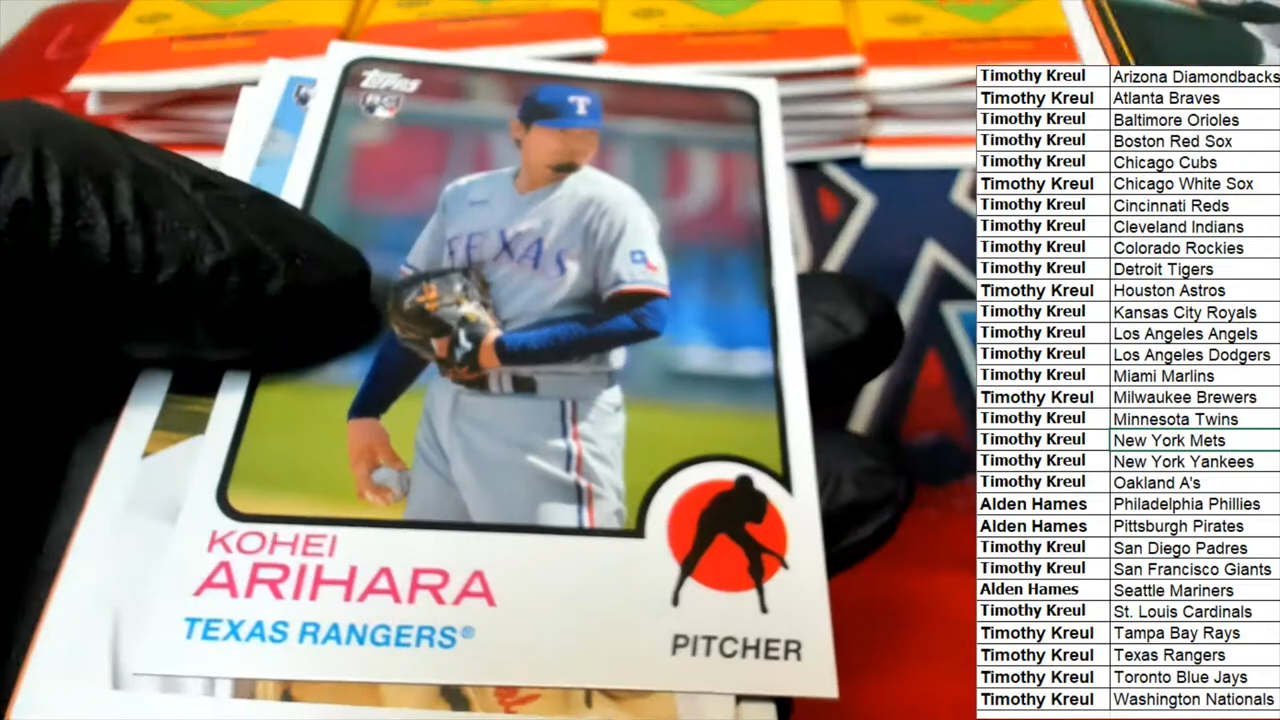 Topps
RC
T
TEXAS
KOHEI
ARIHARA
TEXAS RANGERS®
PITCHER
Timothy Kreul Arizona Diamondbacks
Timothy Kreul Atlanta Braves
Timothy Kreul Baltimore Orioles
Timothy Kreul Boston Red Sox
Timothy Kreul Chicago Cubs
Timothy Kreul Chicago White Sox
Timothy Kreul Cincinnati Reds
Timothy Kreul Cleveland Indians
Timothy Kreul Colorado Rockies
Timothy Kreul Detroit Tigers
Timothy Kreul Houston Astros
Timothy Kreul Kansas City Royals
Timothy Kreul Los Angeles Angels
Timothy Kreul Los Angeles Dodgers
Timothy Kreul Miami Marlins
Timothy Kreul Milwaukee Brewers
Timothy Kreul Minnesota Twins
Timothy Kreul New York Mets
Timothy Kreul New York Yankees
Timothy Kreul Oakland A's
Alden Hames Philadelphia Phillies
Alden Hames Pittsburgh Pirates
Timothy Kreul San Diego Padres
Timothy Kreul San Francisco Giants
Alden Hames Seattle Mariners
Timothy Kreul St. Louis Cardinals
Timothy Kreul Tampa Bay Rays
Timothy Kreul Texas Rangers
Timothy Kreul Toronto Blue Jays
Timothy Kreul Washington Nationals